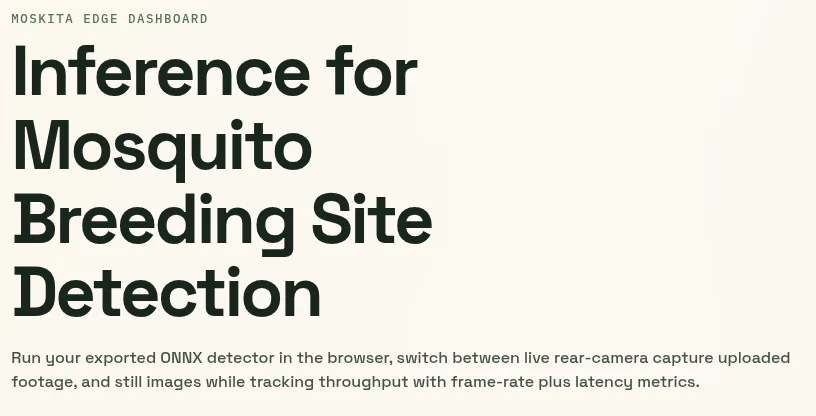 MOSKITA EDGE DASHBOARD
Inference for
Mosquito
Breeding Site
Detection
Run your exported ONNX detector in the browser, switch between live rear-camera capture uploaded
footage, and still images while tracking throughput with frame-rate plus latency metrics.